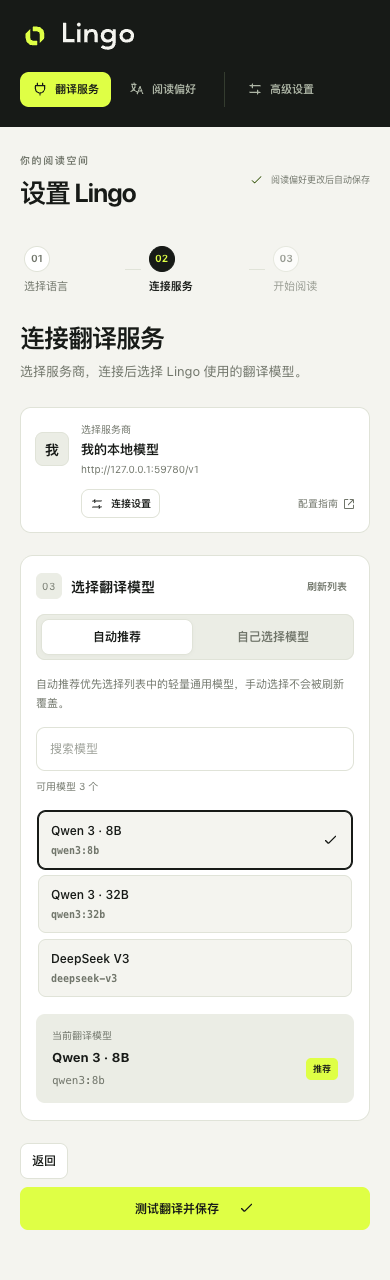 Lingo
翻译服务
阅读偏好
高级设置
你的阅读空间
设置 Lingo
阅读偏好更改后自动保存
01
02
03
选择语言
连接服务
开始阅读
连接翻译服务
选择服务商，连接后选择 Lingo 使用的翻译模型。
我
选择服务商
我的本地模型
http://127.0.0.1:59780/v1
连接设置
配置指南
03
选择翻译模型
刷新列表
自动推荐
自己选择模型
自动推荐优先选择列表中的轻量通用模型，手动选择不会被刷新
覆盖。
搜索模型
可用模型 3 个
Qwen 3 · 8B
qwen3:8b
Qwen 3 · 32B
qwen3:32b
DeepSeek V3
deepseek-v3
当前翻译模型
Qwen 3 · 8B
qwen3:8b
推荐
返回
测试翻译并保存